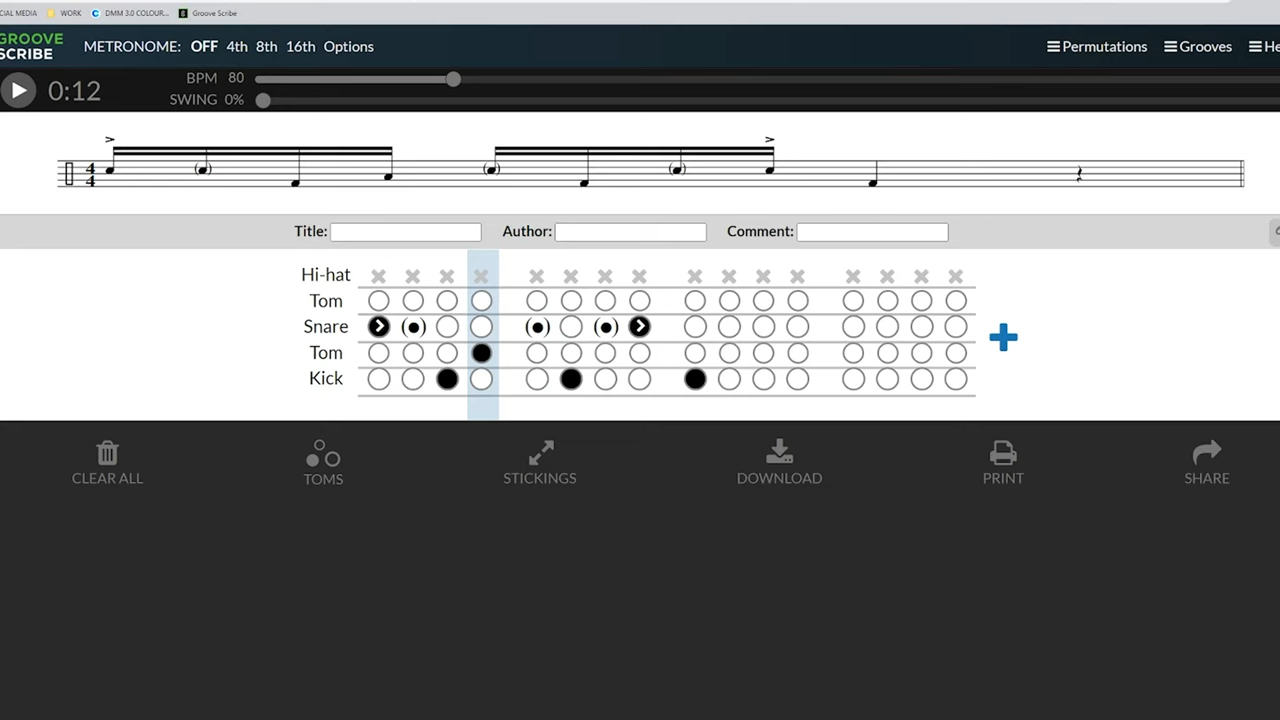 CIAL MEDIA WORK DMM 3.0 COLOUR... Groove Scribe
GROOVE
SCRIBE
METRONOME: OFF 4th 8th 16th Options
Permutations Grooves He
BPM 80
0:12
SWING 0%
4
4
Title: Author: Comment:
Hi-hat
Tom
Snare
Tom
Kick
CLEAR ALL TOMS STICKINGS DOWNLOAD PRINT SHARE